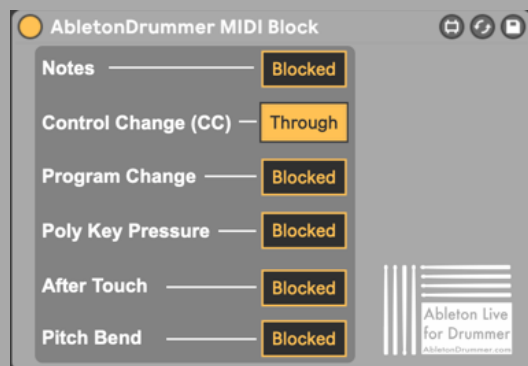 AbletonDrummer MIDI Block
Notes Blocked
Control Change (CC) Through
Program Change Blocked
Poly Key Pressure Blocked
After Touch Blocked
Pitch Bend Blocked
Ableton Live
for Drummer
AbletonDrummer.com